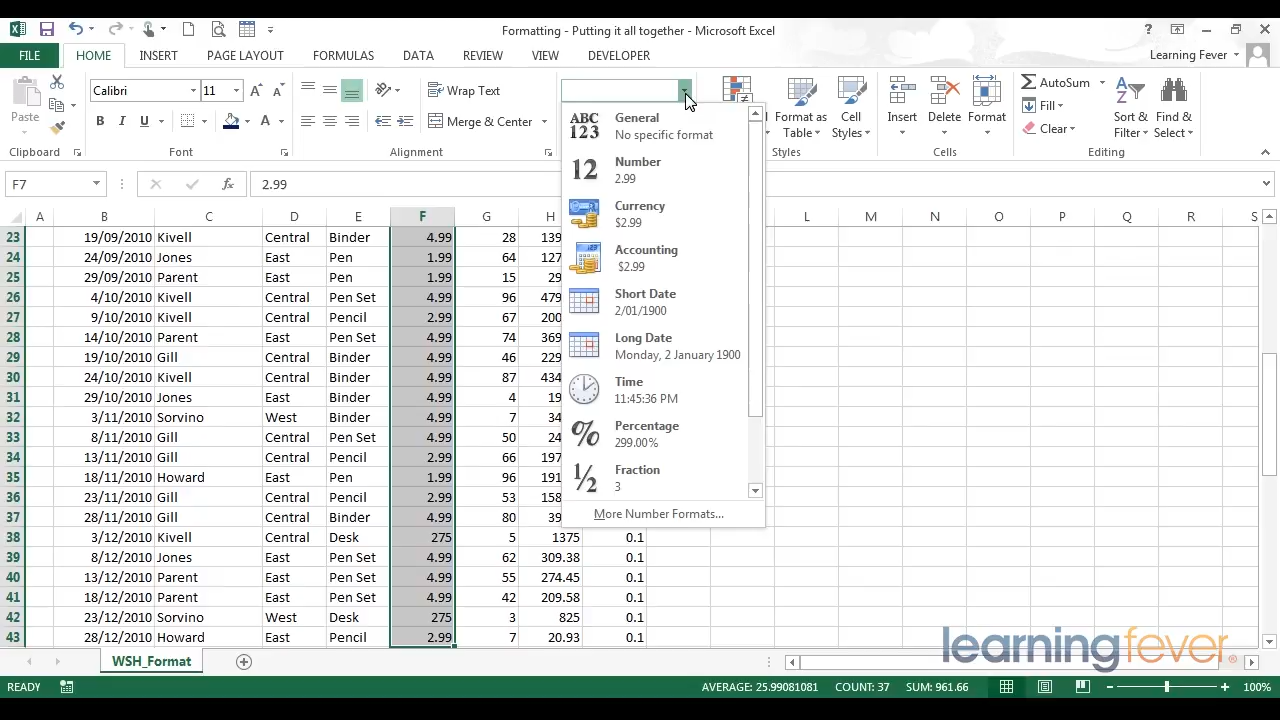 Formatting - Putting it all together - Microsoft Excel
FILE HOME INSERT PAGE LAYOUT FORMULAS DATA REVIEW VIEW DEVELOPER Learning Fever
Paste
Calibri 11
Wrap Text
B I U
Merge & Center
Format as Table
Cell Styles
Insert Delete Format
AutoSum
Fill
Clear
Sort & Filter
Find & Select
Clipboard Font Alignment Styles Cells Editing
F7 fx 2.99
General
No specific format
Number
2.99
Currency
$2.99
Accounting
$2.99
Short Date
2/01/1900
Long Date
Monday, 2 January 1900
Time
11:45:36 PM
Percentage
299.00%
Fraction
3
More Number Formats...
A B C D E F G H L M N O P Q R S
23 19/09/2010 Kivell Central Binder 4.99 28 139
24 24/09/2010 Jones East Pen 1.99 64 127
25 29/09/2010 Parent East Pen 1.99 15 29
26 4/10/2010 Kivell Central Pen Set 4.99 96 479
27 9/10/2010 Kivell Central Pencil 2.99 67 200
28 14/10/2010 Parent East Pen Set 4.99 74 369
29 19/10/2010 Gill Central Binder 4.99 46 229
30 24/10/2010 Kivell Central Binder 4.99 87 434
31 29/10/2010 Jones East Binder 4.99 4 19
32 3/11/2010 Sorvino West Binder 4.99 7 34
33 8/11/2010 Gill Central Pen Set 4.99 50 24
34 13/11/2010 Gill Central Pencil 2.99 66 197
35 18/11/2010 Howard East Pen 1.99 96 191
36 23/11/2010 Gill Central Pencil 2.99 53 158
37 28/11/2010 Gill Central Binder 4.99 80 39
38 3/12/2010 Kivell Central Desk 275 5 1375 0.1
39 8/12/2010 Jones East Pen Set 4.99 62 309.38 0.1
40 13/12/2010 Parent East Pen Set 4.99 55 274.45 0.1
41 18/12/2010 Parent East Pen Set 4.99 42 209.58 0.1
42 23/12/2010 Sorvino West Desk 275 3 825 0.1
43 28/12/2010 Howard East Pencil 2.99 7 20.93 0.1
learningfever
WSH_Format
READY AVERAGE: 25.99081081 COUNT: 37 SUM: 961.66 100%